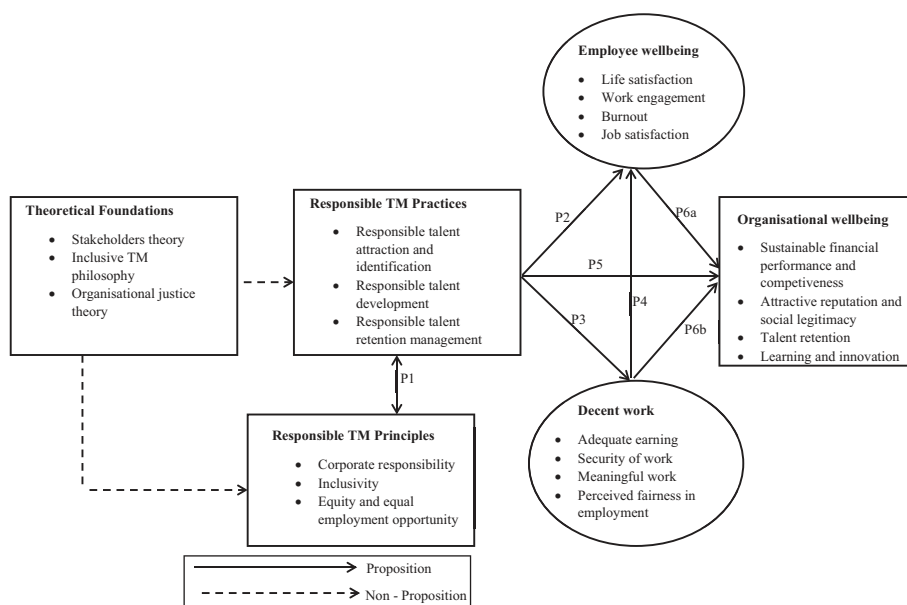 Employee wellbeing
• Life satisfaction
• Work engagement
• Burnout
• Job satisfaction
Theoretical Foundations
• Stakeholders theory
• Inclusive TM
philosophy
• Organisational justice
theory
Responsible TM Practices
• Responsible talent
attraction and
identification
• Responsible talent
development
• Responsible talent
retention management
P2
P6a
P5
P4
P3
P6b
Organisational wellbeing
• Sustainable financial
performance and
competiveness
• Attractive reputation and
social legitimacy
• Talent retention
• Learning and innovation
P1
Responsible TM Principles
• Corporate responsibility
• Inclusivity
• Equity and equal
employment opportunity
Decent work
• Adequate earning
• Security of work
• Meaningful work
• Perceived fairness in
employment
Proposition
Non - Proposition